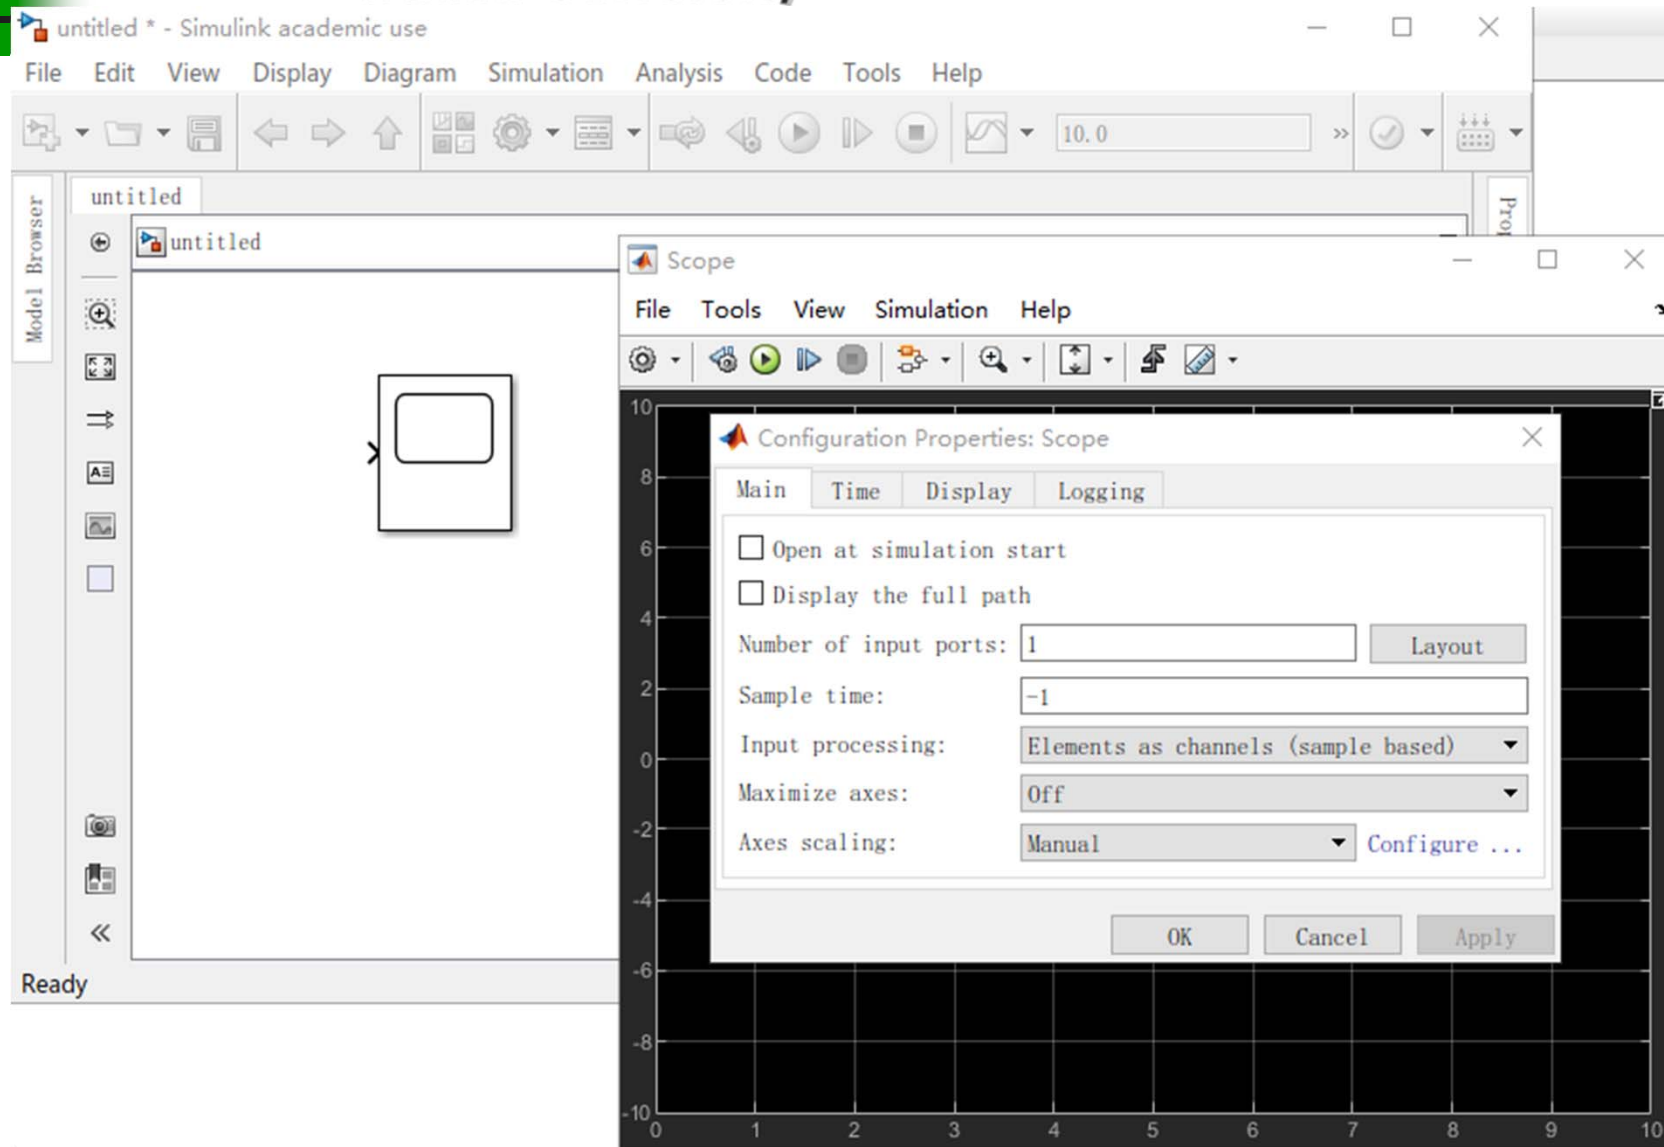 untitled * - Simulink academic use
File Edit View Display Diagram Simulation Analysis Code Tools Help
10.0 »
Model Browser
untitled
untitled
Scope
File Tools View Simulation Help
Configuration Properties: Scope
Main Time Display Logging
Open at simulation start
Display the full path
Number of input ports: 1 Layout
Sample time: -1
Input processing: Elements as channels (sample based)
Maximize axes: Off
Axes scaling: Manual Configure ...
OK Cancel Apply
10
8
6
4
2
0
-2
-4
-6
-8
-10
0 1 2 3 4 5 6 7 8 9 10
Ready